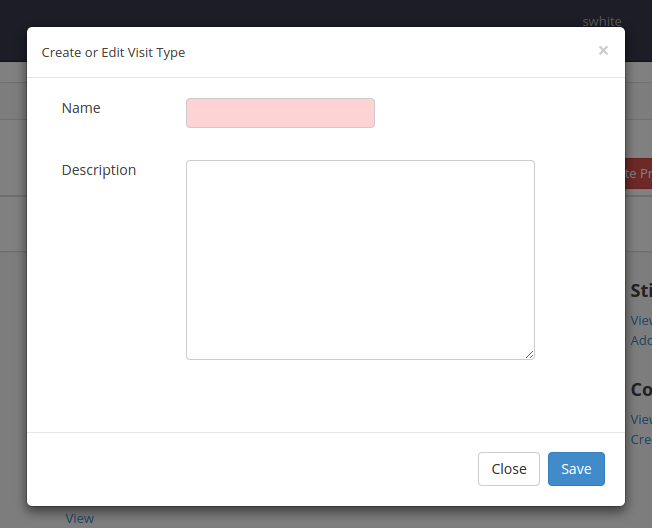 swhite
Create or Edit Visit Type
×
Name
Description
te Pr
Sti
View
Add
Co
View
Cre
Close
Save
View